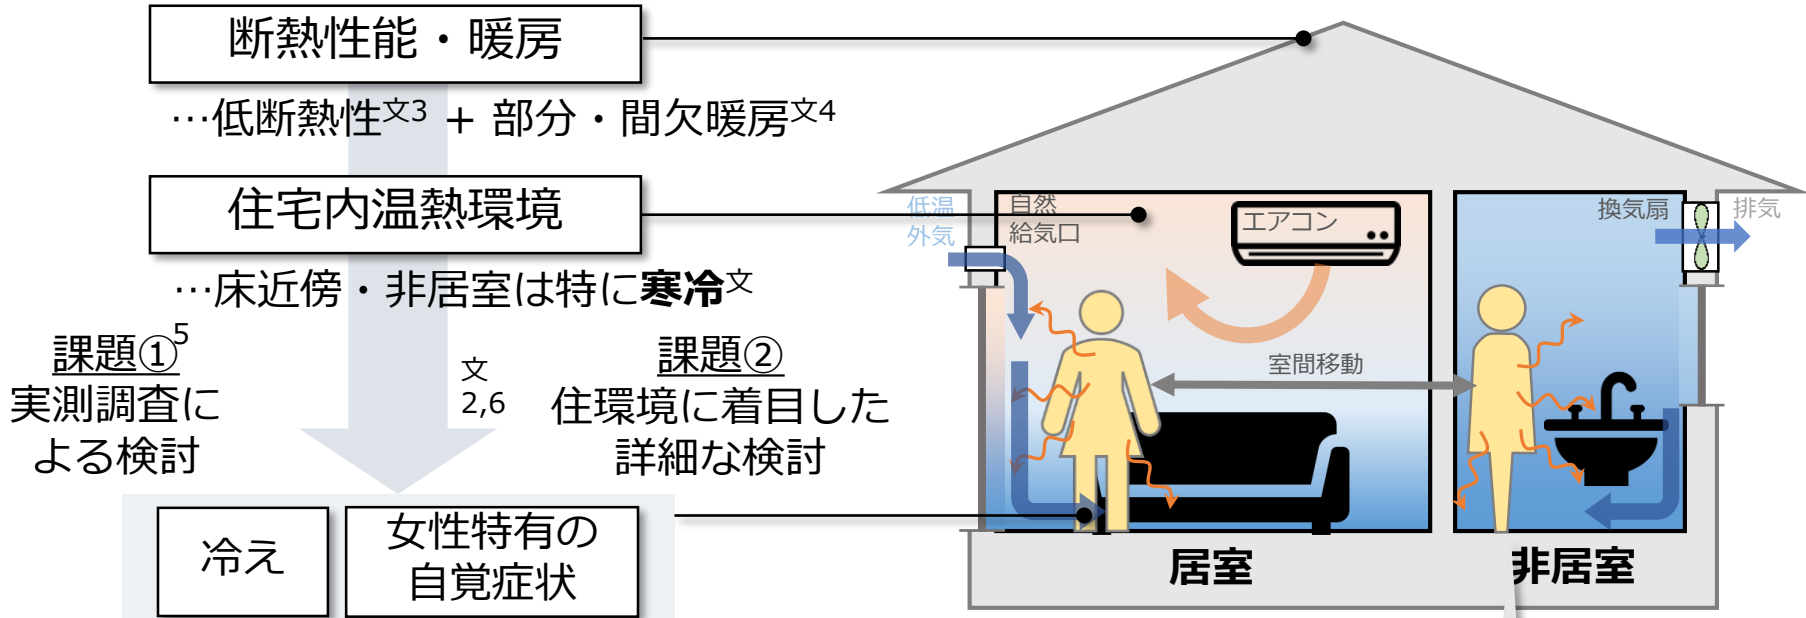 断熱性能・暖房
…低断熱性文3 + 部分・間欠暖房文4
住宅内温熱環境
…床近傍・非居室は特に寒冷文
5
課題①
実測調査に
よる検討
文
2,6
課題②
住環境に着目した
詳細な検討
冷え
女性特有の
自覚症状
低温
外気
自然
給気口
エアコン
換気扇
排気
室間移動
居室
非居室